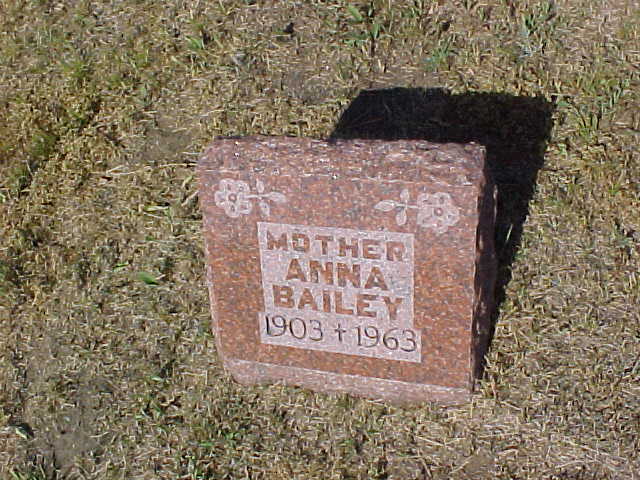 MOTHER
ANNA
BAILEY
1903 ✝ 1963